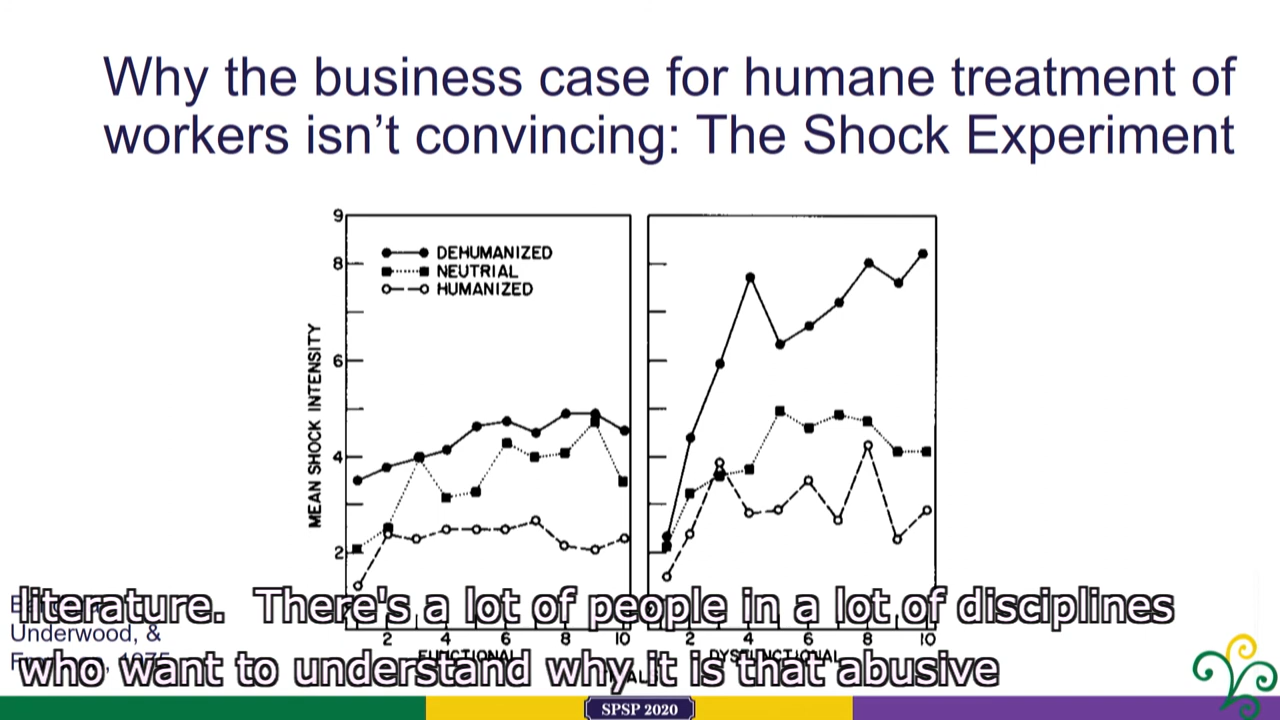 Why the business case for humane treatment of
workers isn’t convincing: The Shock Experiment
9
8
6
4
2
MEAN SHOCK INTENSITY
DEHUMANIZED
NEUTRIAL
HUMANIZED
2 4 6 8 10
2 4 6 8 10
FUNCTIONAL
DYSFUNCTIONAL
Underwood, &
literature. There's a lot of people in a lot of disciplines
who want to understand why it is that abusive
SPSP 2020